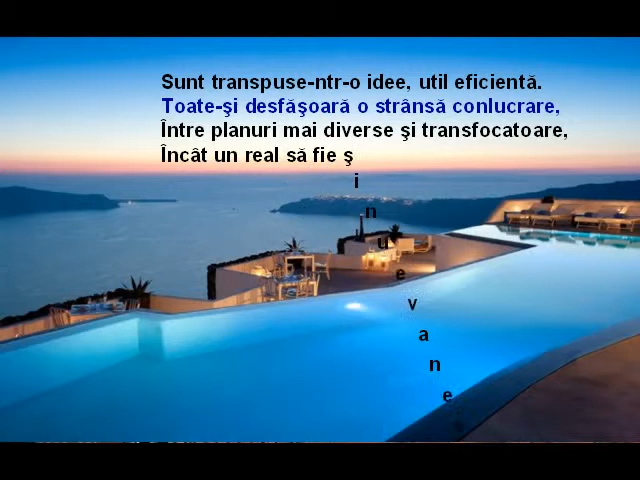 Sunt transpuse-ntr-o idee, util eficientă.
Toate-şi desfăşoară o strânsă conlucrare,
Între planuri mai diverse şi transfocatoare,
Încât un real să fie ş
i
n
u
e
v
a
n
e